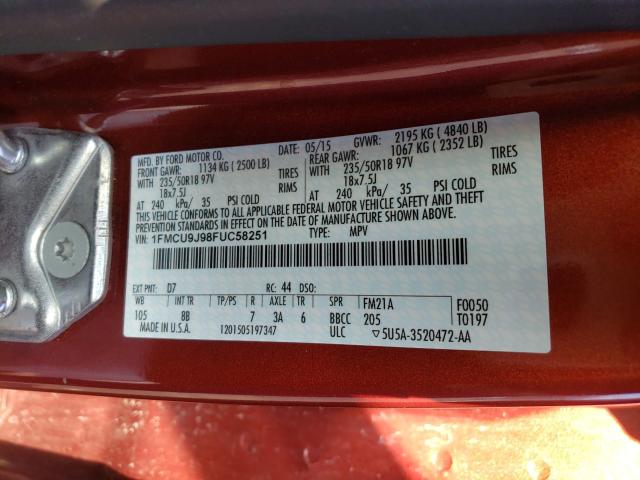 MFD. BY FORD MOTOR CO. DATE: 05/15 GVWR: 2195 KG ( 4840 LB)
FRONT GAWR: 1134 KG ( 2500 LB) REAR GAWR: 1067 KG ( 2352 LB)
WITH 235/50R18 97V TIRES WITH 235/50R18 97V TIRES
18x7.5J RIMS 18x7.5J RIMS
AT 240 kPa/ 35 PSI COLD AT 240 kPa/ 35 PSI COLD
THIS VEHICLE CONFORMS TO ALL APPLICABLE FEDERAL MOTOR VEHICLE SAFETY AND THEFT PREVENTION STANDARDS IN EFFECT ON THE DATE OF MANUFACTURE SHOWN ABOVE.
VIN: 1FMCU9J98FUC58251 TYPE: MPV
EXT PNT: D7 RC: 44 DSO:
WB INT TR TP/PS R AXLE TR SPR FM21A F0050
105 8B 7 3A 6 BBCC 205 T0197
MADE IN U.S.A. 1201505197347 ULC 5U5A-3520472-AA